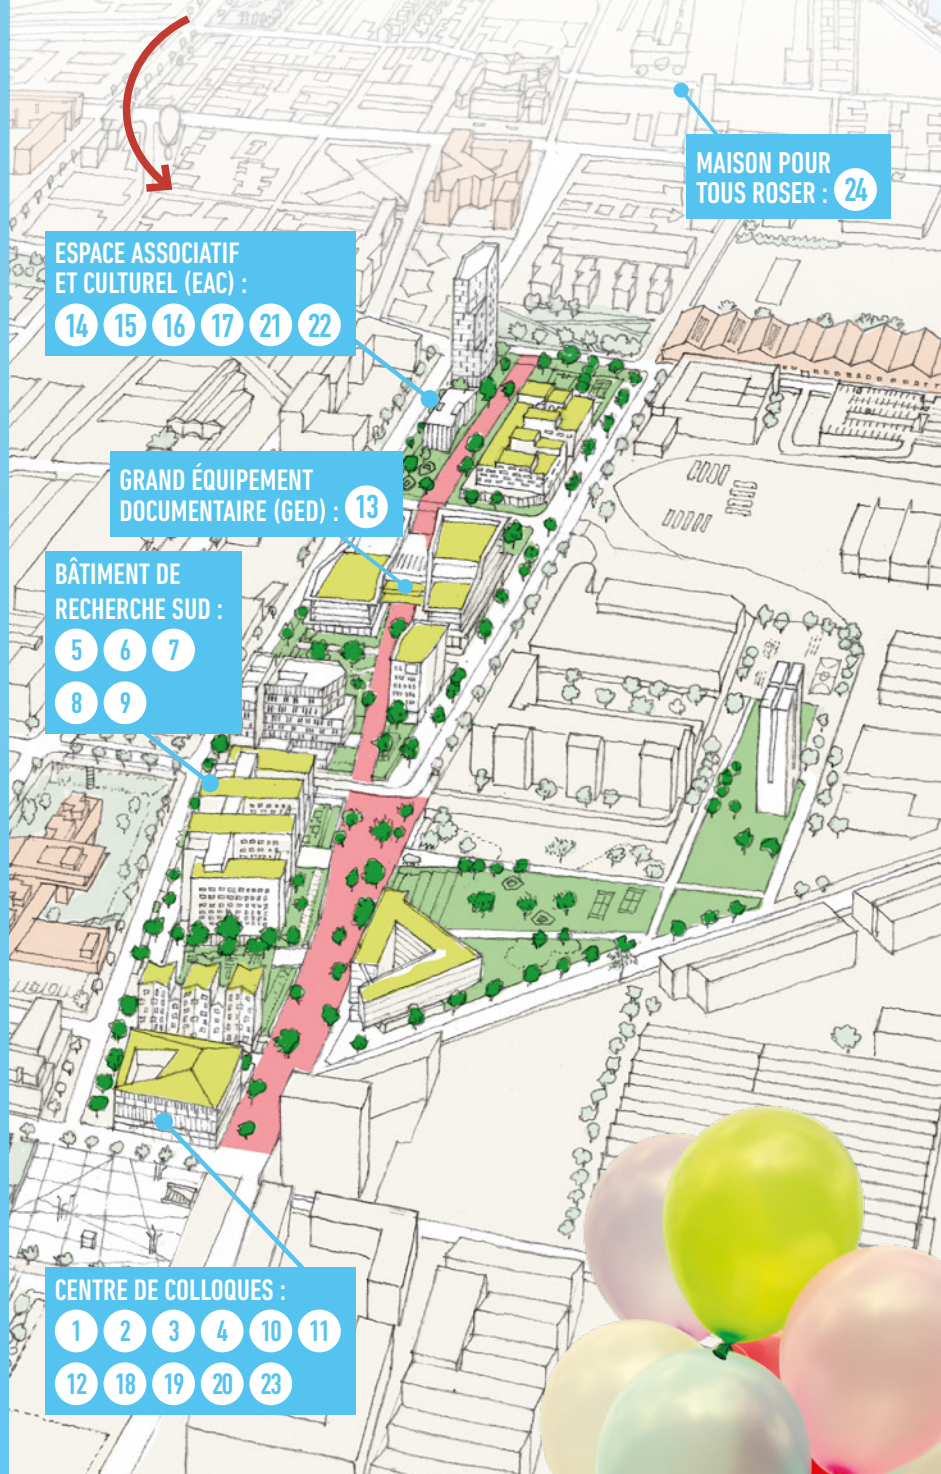 MAISON POUR
TOUS ROSER : 24
ESPACE ASSOCIATIF
ET CULTUREL (EAC) :
14 15 16 17 21 22
GRAND ÉQUIPEMENT
DOCUMENTAIRE (GED) : 13
BÂTIMENT DE
RECHERCHE SUD :
5 6 7
8 9
CENTRE DE COLLOQUES :
1 2 3 4 10 11
12 18 19 20 23